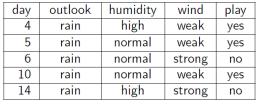 day outlook humidity wind play
4 rain high weak yes
5 rain normal weak yes
6 rain normal strong no
10 rain normal weak yes
14 rain high strong no